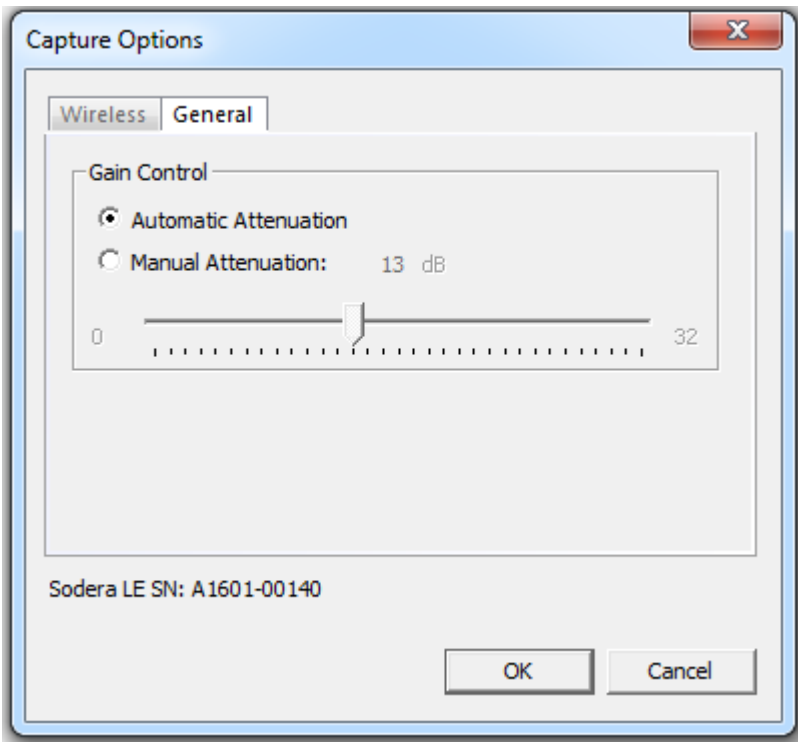 Capture Options
Wireless General
Gain Control
Automatic Attenuation
Manual Attenuation: 13 dB
0 32
Sodera LE SN: A1601-00140
OK Cancel